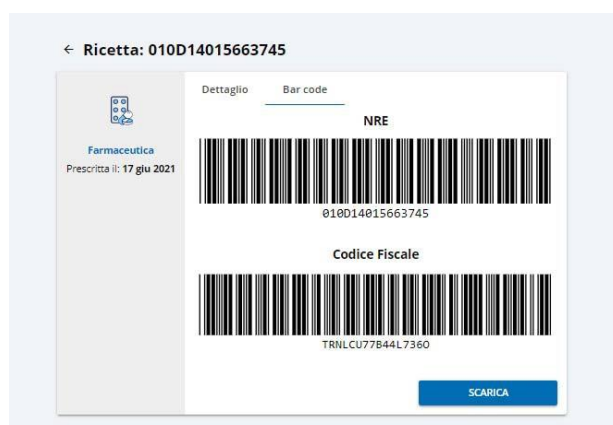 ← Ricetta: 010D14015663745
Dettaglio
Bar code
Farmaceutica
Prescritta il: 17 giu 2021
NRE
010D14015663745
Codice Fiscale
TRNLCU77B44L736O
SCARICA